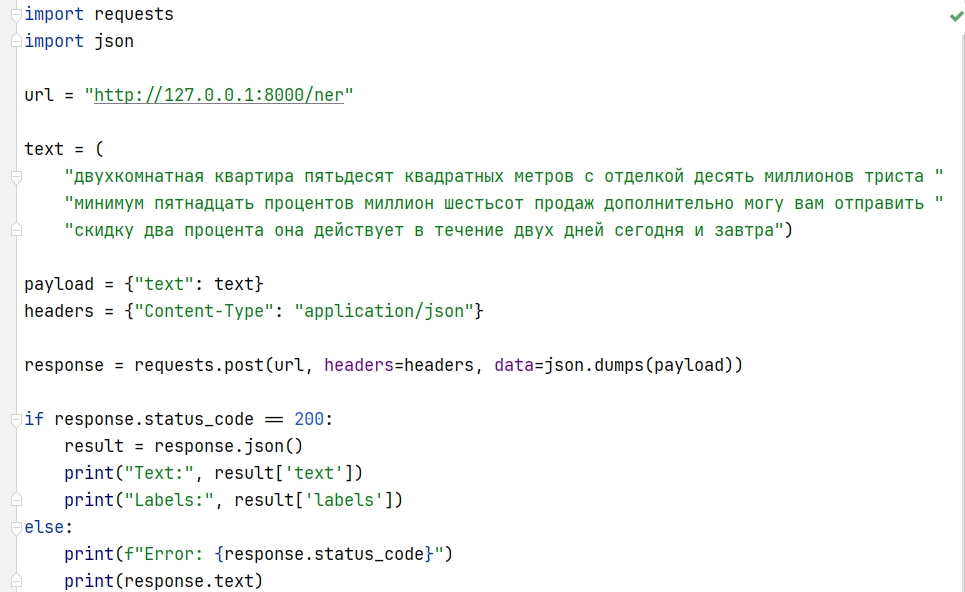 import requests
import json
url = "http://127.0.0.1:8000/ner"
text = (
"двухкомнатная квартира пятьдесят квадратных метров с отделкой десять миллионов триста "
"минимум пятнадцать процентов миллион шестьсот продаж дополнительно могу вам отправить "
"скидку два процента она действует в течение двух дней сегодня и завтра")
payload = {"text": text}
headers = {"Content-Type": "application/json"}
response = requests.post(url, headers=headers, data=json.dumps(payload))
if response.status_code == 200:
result = response.json()
print("Text:", result['text'])
print("Labels:", result['labels'])
else:
print(f"Error: {response.status_code}")
print(response.text)